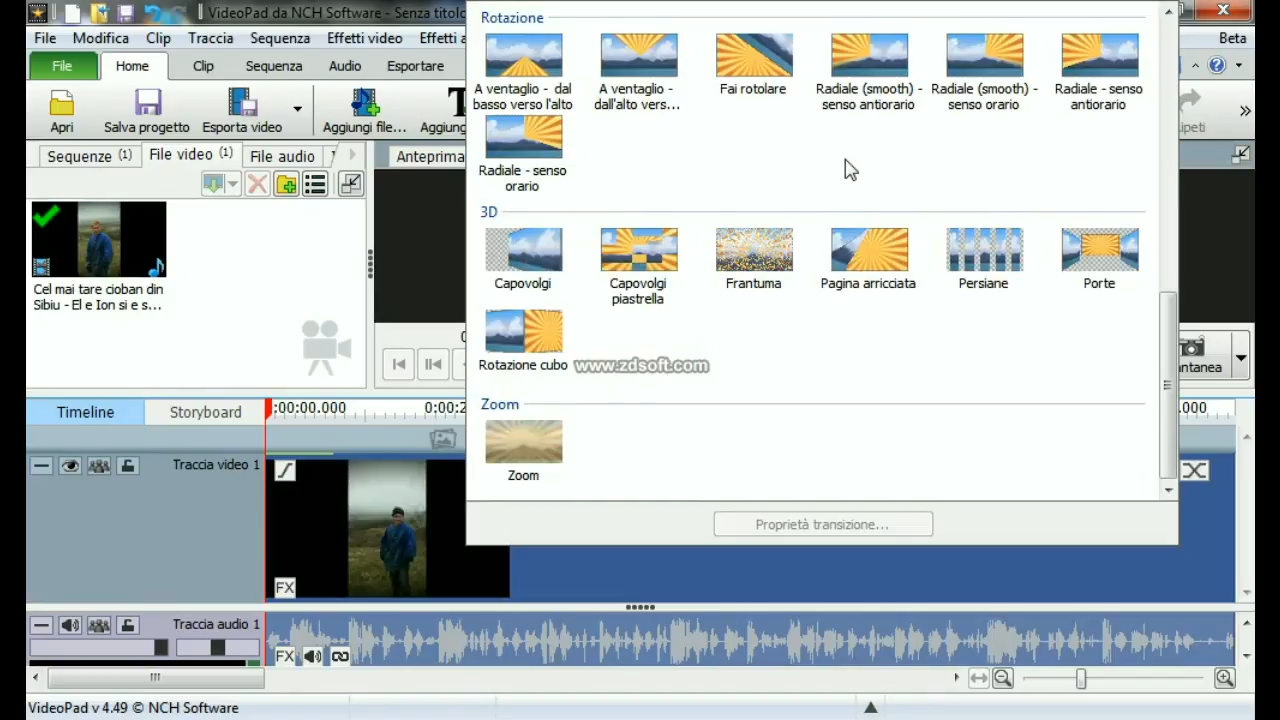 VideoPad da NCH Software - Senza titolo
File Modifica Clip Traccia Sequenza Effetti video Effetti a
Beta
File Home Clip Sequenza Audio Esportare
Apri Salva progetto Esporta video Aggiungi file... Aggiung
ipeti
Sequenze (1) File video (1) File audio
Anteprima
Cel mai tare cioban din
Sibiu - El e Ion si e s...
Rotazione
A ventaglio - dal
basso verso l'alto
A ventaglio -
dall'alto vers...
Fai rotolare
Radiale (smooth) -
senso antiorario
Radiale (smooth) -
senso orario
Radiale - senso
antiorario
Radiale - senso
orario
3D
Capovolgi
Capovolgi
piastrella
Frantuma
Pagina arricciata
Persiane
Porte
Rotazione cubo
www.zdsoft.com
Zoom
Zoom
Proprietà transizione...
ntanea
Timeline Storyboard
;00:00.000 0:00:2
.000
Traccia video 1
FX
Traccia audio 1
FX
VideoPad v 4.49 © NCH Software